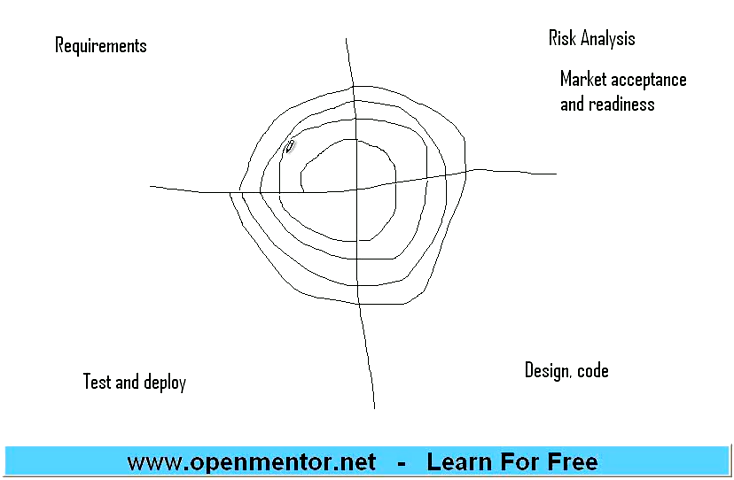 Requirements
Risk Analysis
Market acceptance
and readiness
Test and deploy
Design, code
www.openmentor.net - Learn For Free